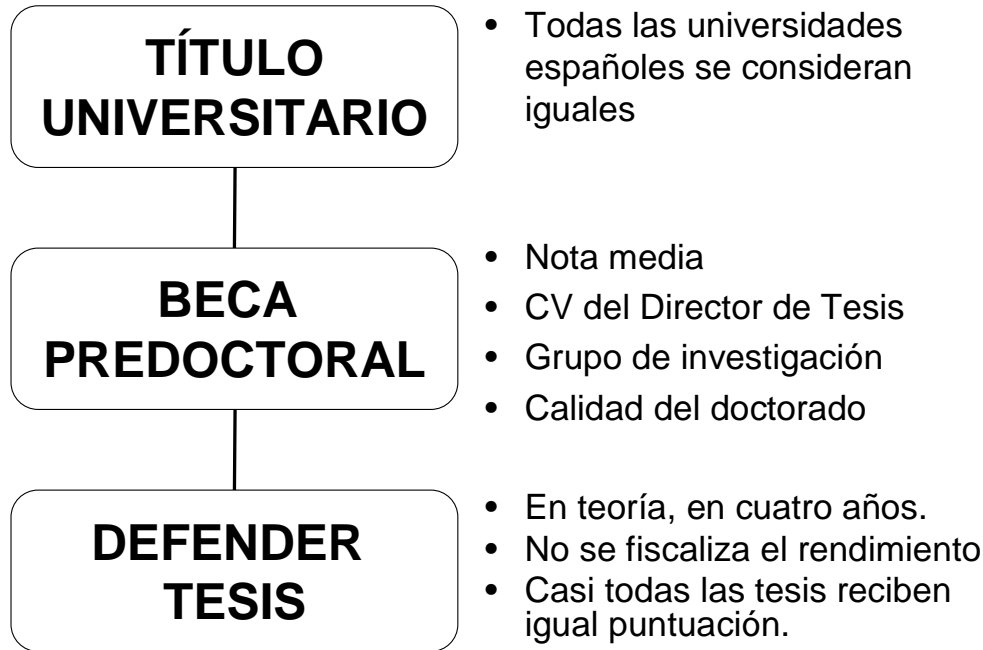 TÍTULO
UNIVERSITARIO
• Todas las universidades
españoles se consideran
iguales
BECA
PREDOCTORAL
• Nota media
• CV del Director de Tesis
• Grupo de investigación
• Calidad del doctorado
DEFENDER
TESIS
• En teoría, en cuatro años.
• No se fiscaliza el rendimiento
• Casi todas las tesis reciben
igual puntuación.